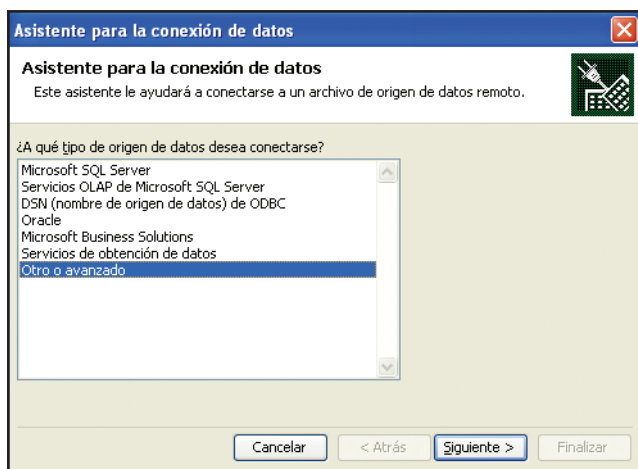 Asistente para la conexión de datos
Asistente para la conexión de datos
Este asistente le ayudará a conectarse a un archivo de origen de datos remoto.
¿A qué tipo de origen de datos desea conectarse?
Microsoft SQL Server
Servicios OLAP de Microsoft SQL Server
DSN (nombre de origen de datos) de ODBC
Oracle
Microsoft Business Solutions
Servicios de obtención de datos
Otro o avanzado
Cancelar < Atrás Siguiente > Finalizar